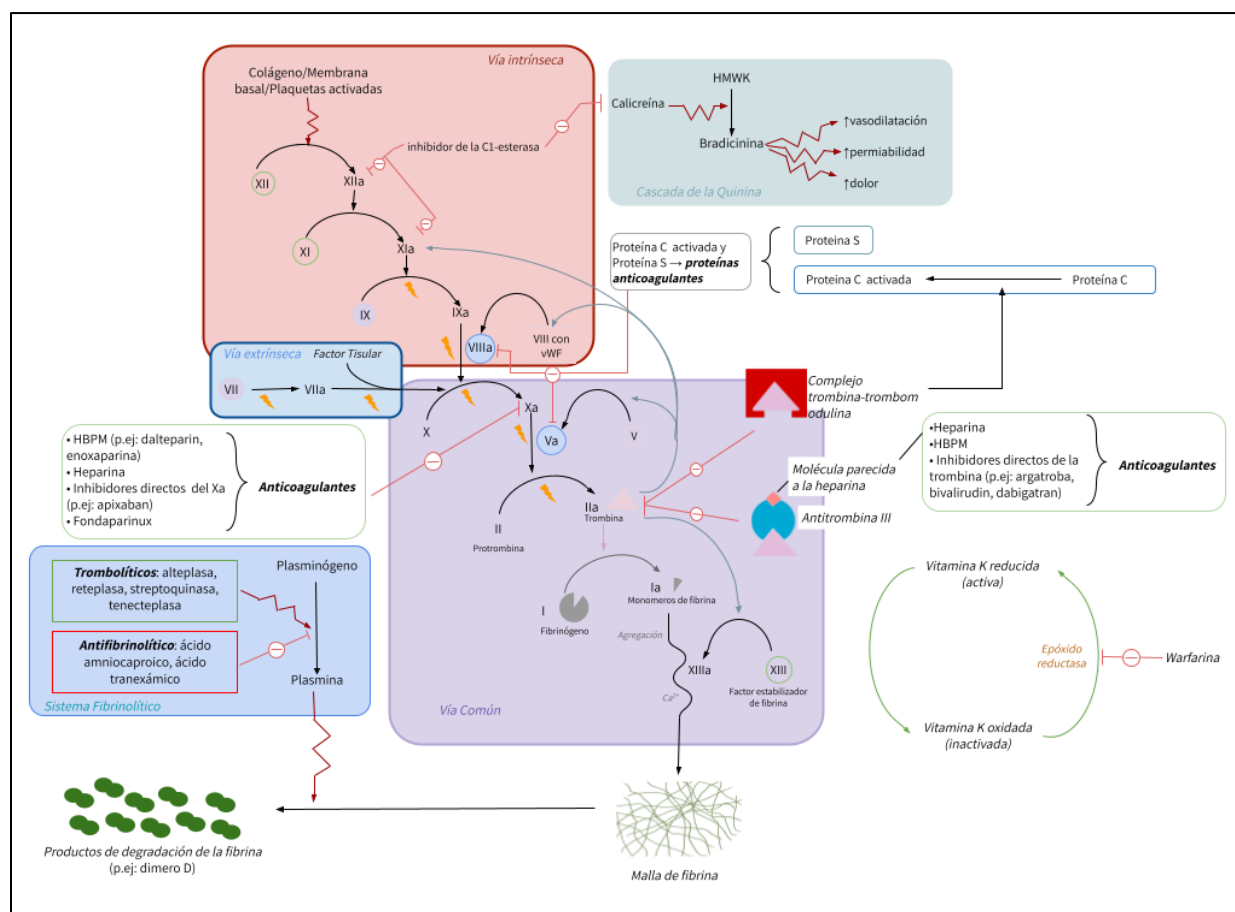 Vía intrínseca
Colágeno/Membrana
basal/Plaquetas activadas
inhibidor de la C1-esterasa
XII
XIIa
XI
XIa
IX
IXa
VIIIa
VIII con
vWF
HMWK
Calicreína
Bradicinina
↑vasodilatación
↑permiabilidad
↑dolor
Cascada de la Quinina
Proteína C activada y
Proteína S → proteínas
anticoagulantes
Proteina S
Proteina C activada
Proteína C
Vía extrínseca
Factor Tisular
VII
VIIa
X
Xa
Va
V
Complejo
trombina-trombom
odulina
Molécula parecida
a la heparina
Antitrombina III
•Heparina
•HBPM
• Inhibidores directos de la
trombina (p.ej: argatroba,
bivalirudin, dabigatran)
Anticoagulantes
• HBPM (p.ej: dalteparin,
enoxaparina)
• Heparina
• Inhibidores directos del Xa
(p.ej: apixaban)
• Fondaparinux
Anticoagulantes
II
Protrombina
IIa
Trombina
I
Fibrinógeno
Ia
Monomeros de fibrina
Agregación
Ca²⁺
XIIIa
XIII
Factor estabilizador
de fibrina
Vía Común
Trombolíticos: alteplasa,
reteplasa, streptoquinasa,
tenecteplasa
Antifibrinolítico: ácido
amniocaproico, ácido
tranexámico
Plasminógeno
Plasmina
Sistema Fibrinolítico
Vitamina K reducida
(activa)
Epóxido
reductasa
Warfarina
Vitamina K oxidada
(inactivada)
Productos de degradación de la fibrina
(p.ej: dimero D)
Malla de fibrina